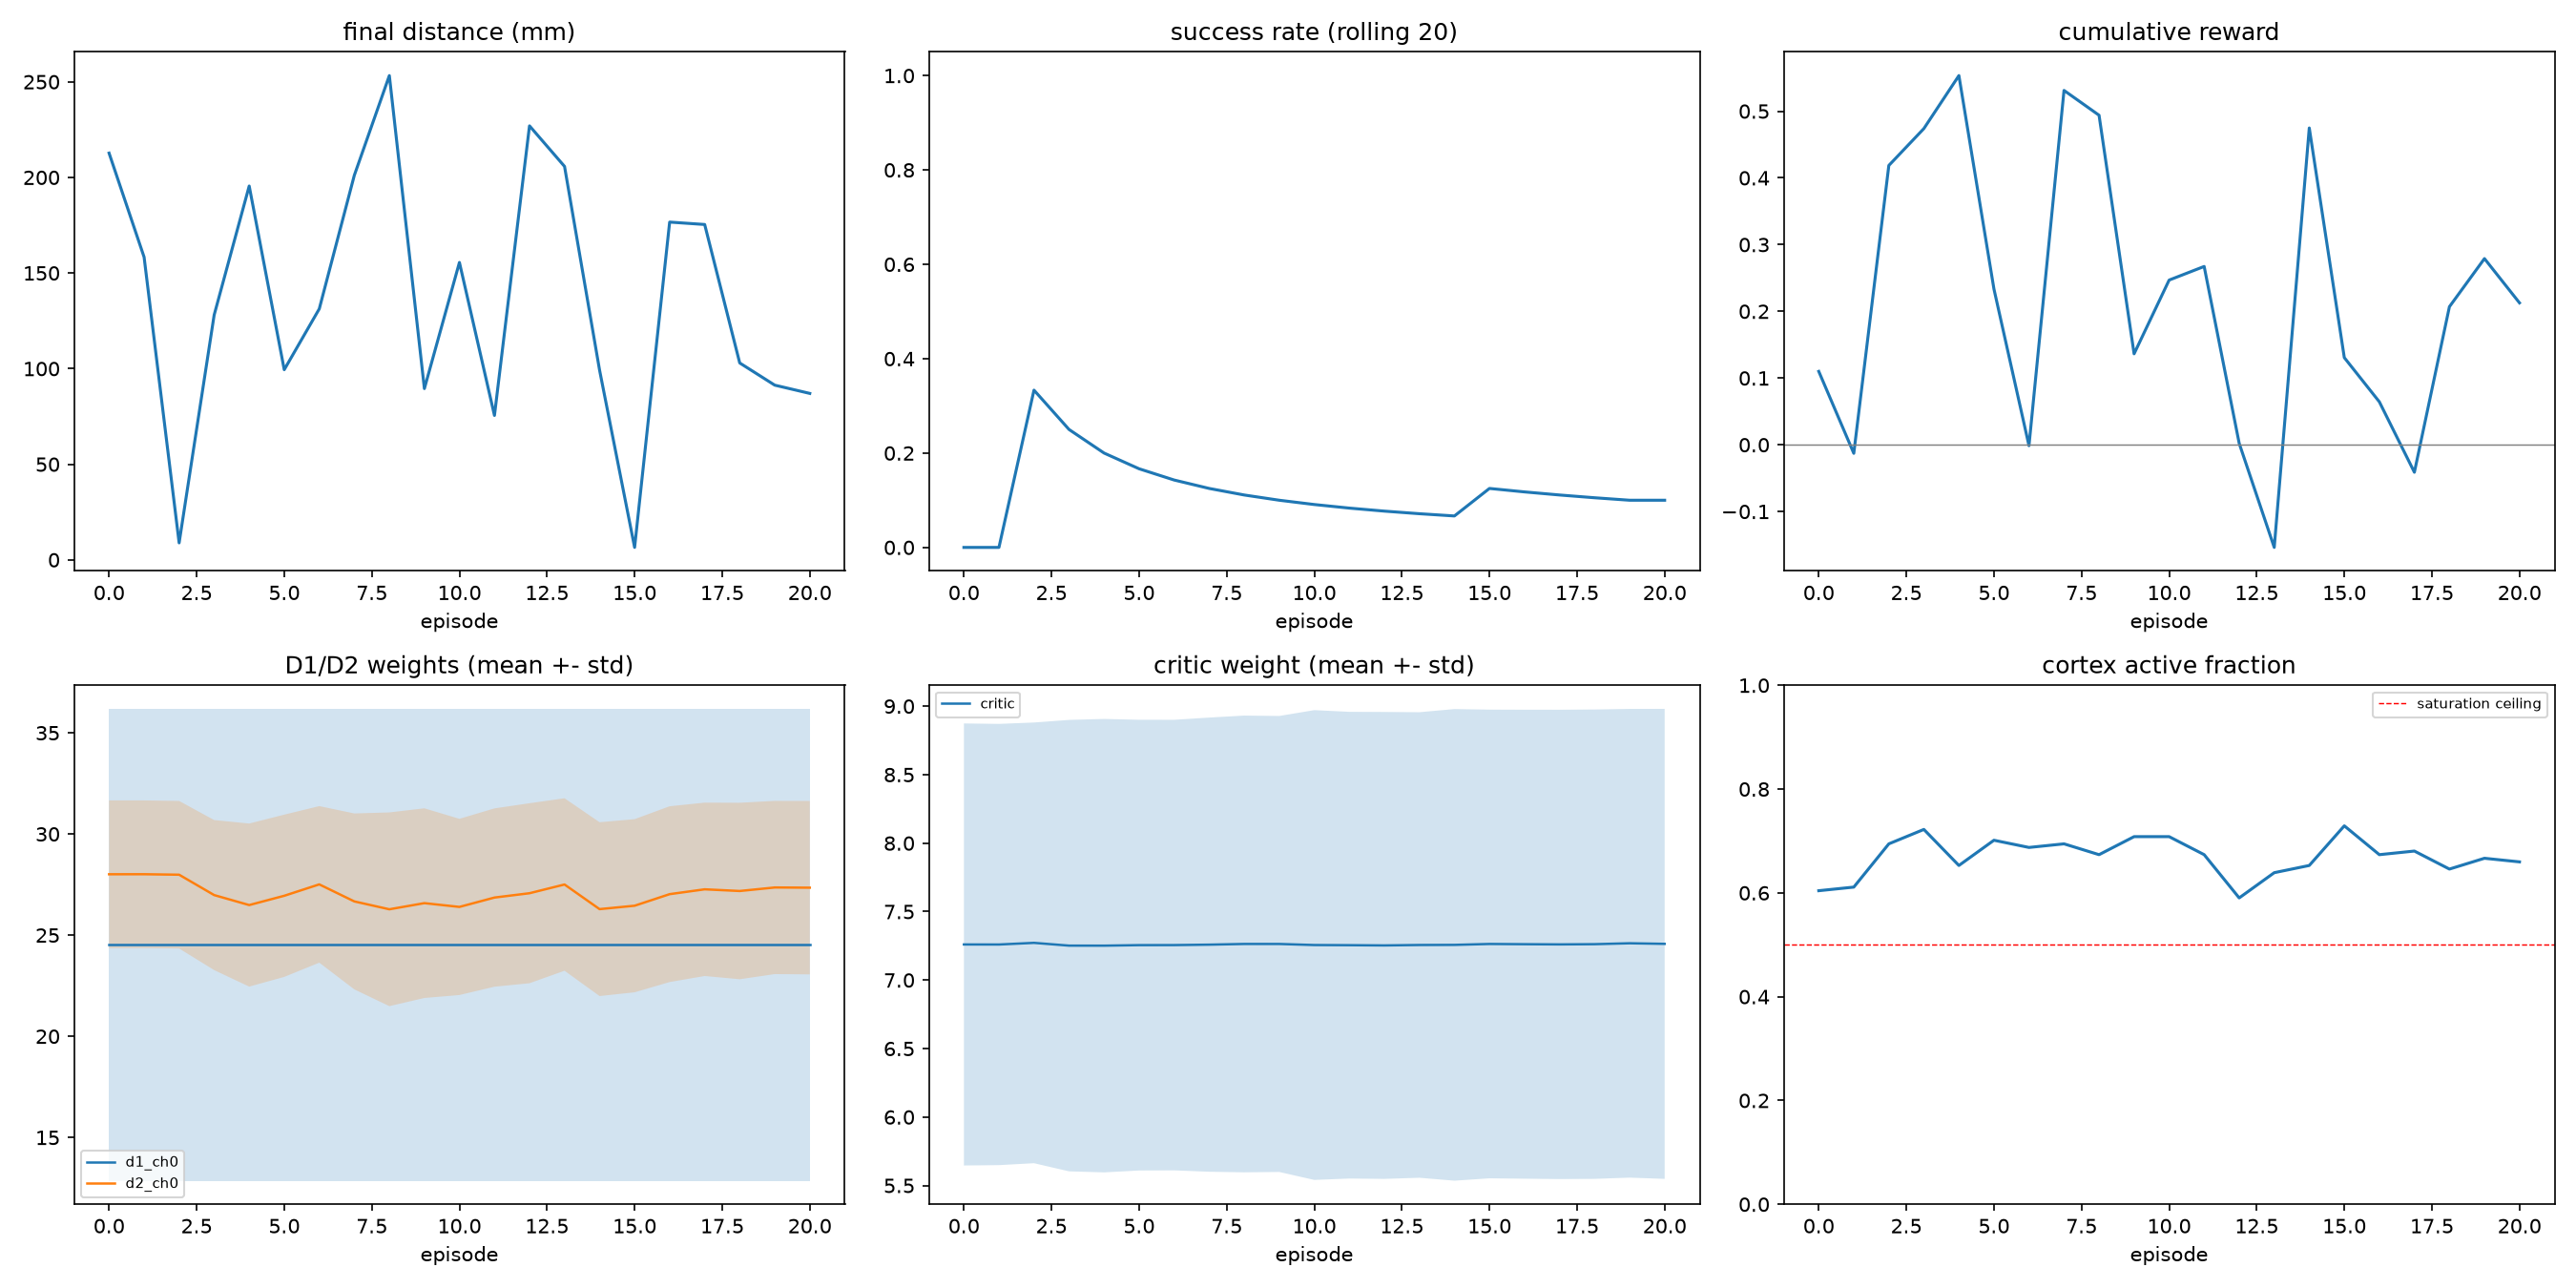 final distance (mm)
250
200
150
100
50
0
0.0 2.5 5.0 7.5 10.0 12.5 15.0 17.5 20.0
episode
success rate (rolling 20)
1.0
0.8
0.6
0.4
0.2
0.0
0.0 2.5 5.0 7.5 10.0 12.5 15.0 17.5 20.0
episode
cumulative reward
0.5
0.4
0.3
0.2
0.1
0.0
−0.1
0.0 2.5 5.0 7.5 10.0 12.5 15.0 17.5 20.0
episode
D1/D2 weights (mean +- std)
35
30
25
20
15
d1_ch0
d2_ch0
0.0 2.5 5.0 7.5 10.0 12.5 15.0 17.5 20.0
episode
critic weight (mean +- std)
critic
9.0
8.5
8.0
7.5
7.0
6.5
6.0
5.5
0.0 2.5 5.0 7.5 10.0 12.5 15.0 17.5 20.0
episode
cortex active fraction
saturation ceiling
1.0
0.8
0.6
0.4
0.2
0.0
0.0 2.5 5.0 7.5 10.0 12.5 15.0 17.5 20.0
episode